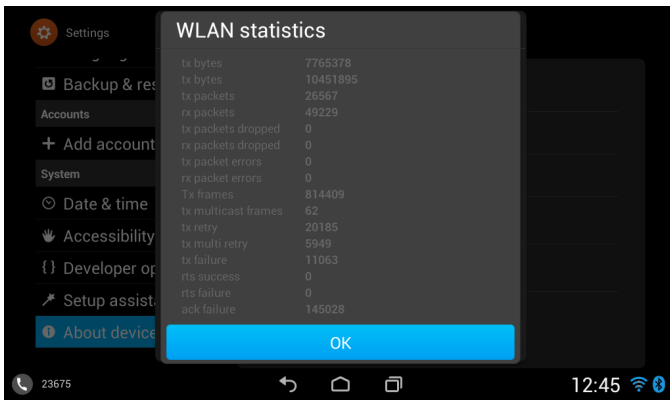 Settings
WLAN statistics
tx bytes 7765378
tx bytes 10451895
tx packets 26567
rx packets 49229
tx packets dropped 0
rx packets dropped 0
tx packet errors 0
rx packet errors 0
Tx frames 814409
tx multicast frames 62
tx retry 20185
tx multi retry 5949
tx failure 11063
rts success 0
rts failure 0
ack failure 145028
OK
Backup & res
Accounts
Add account
System
Date & time
Accessibility
{ } Developer op
Setup assist
About device
23675
12:45